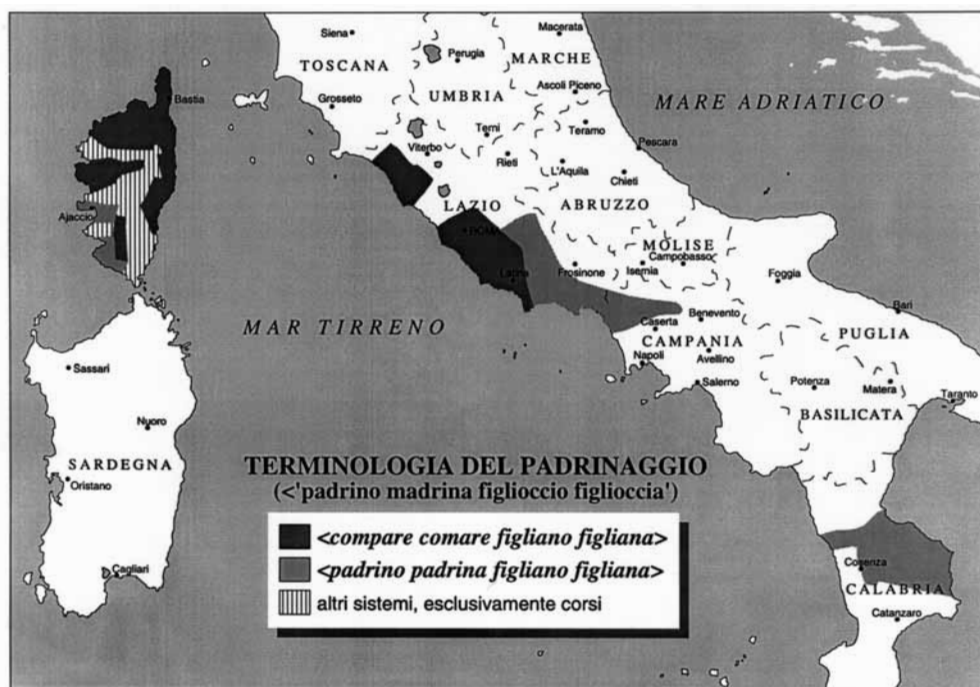 Siena
Macerata
Perugia
MARCHE
TOSCANA
Ascoli Piceno
MARE ADRIATICO
Grosseto
UMBRIA
Bastia
Teramo
Terni
Viterbo
Rieti
Pescara
L'Aquila
Chieti
LAZIO
ABRUZZO
Ajaccio
ROMA
MOLISE
Campobasso
Frosinone
Isernia
Foggia
Latina
MAR TIRRENO
Bari
Benevento
Caserta
PUGLIA
CAMPANIA
Napoli
Avellino
Sassari
Salerno
Potenza
Matera
Taranto
BASILICATA
Nuoro
SARDEGNA
Oristano
TERMINOLOGIA DEL PADRINAGGIO
(<'padrino madrina figlioccio figlioccia')
<compare comare figliano figliana>
<padrino padrina figliano figliana>
altri sistemi, esclusivamente corsi
Cagliari
Cosenza
CALABRIA
Catanzaro